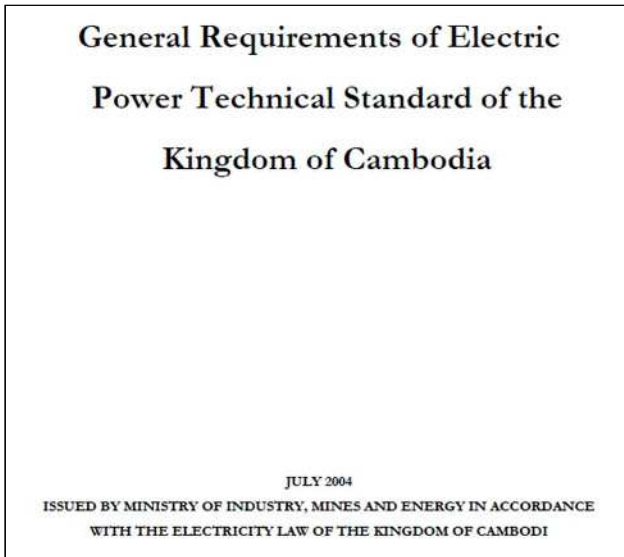 General Requirements of Electric
Power Technical Standard of the
Kingdom of Cambodia
JULY 2004
ISSUED BY MINISTRY OF INDUSTRY, MINES AND ENERGY IN ACCORDANCE
WITH THE ELECTRICITY LAW OF THE KINGDOM OF CAMBODI